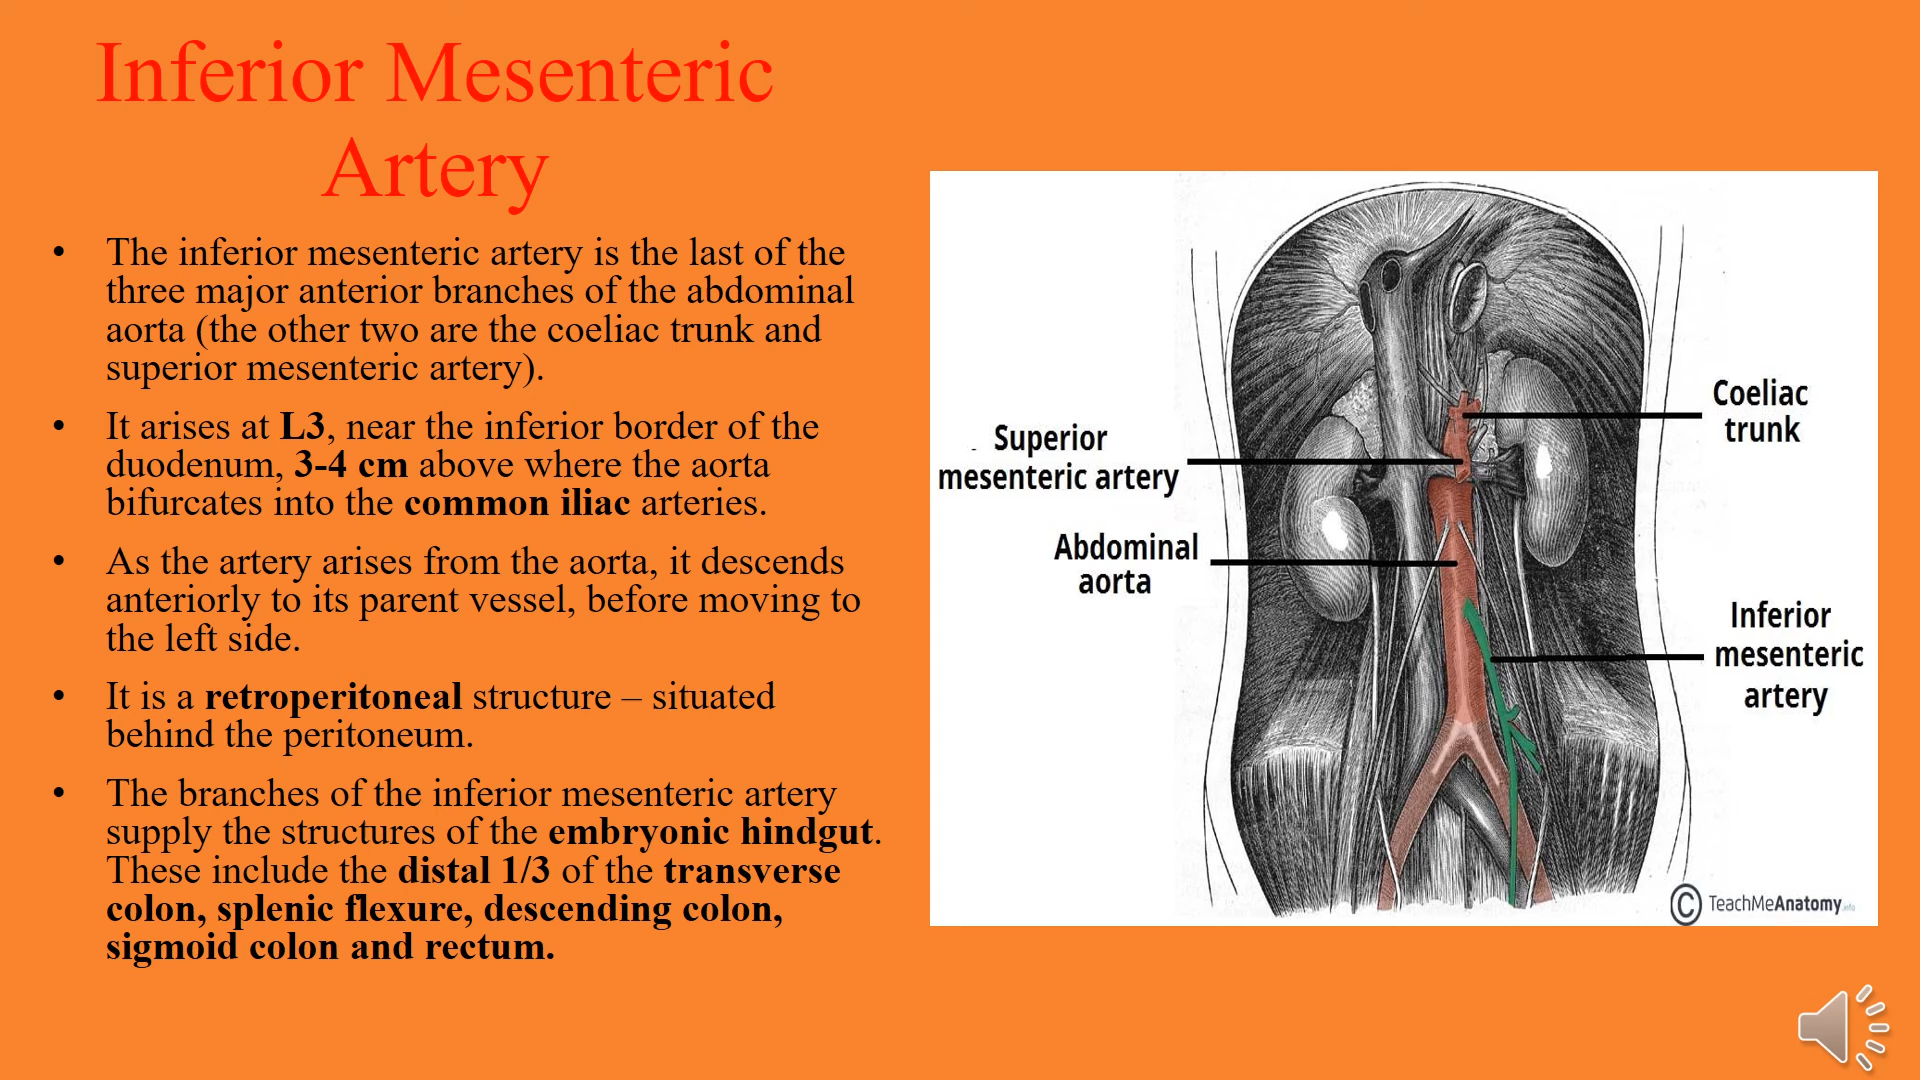 Inferior Mesenteric
Artery
• The inferior mesenteric artery is the last of the
three major anterior branches of the abdominal
aorta (the other two are the coeliac trunk and
superior mesenteric artery).
• It arises at L3, near the inferior border of the
duodenum, 3-4 cm above where the aorta
bifurcates into the common iliac arteries.
• As the artery arises from the aorta, it descends
anteriorly to its parent vessel, before moving to
the left side.
• It is a retroperitoneal structure – situated
behind the peritoneum.
• The branches of the inferior mesenteric artery
supply the structures of the embryonic hindgut.
These include the distal 1/3 of the transverse
colon, splenic flexure, descending colon,
sigmoid colon and rectum.
Coeliac
trunk
Superior
mesenteric artery
Abdominal
aorta
Inferior
mesenteric
artery
© TeachMeAnatomy.info